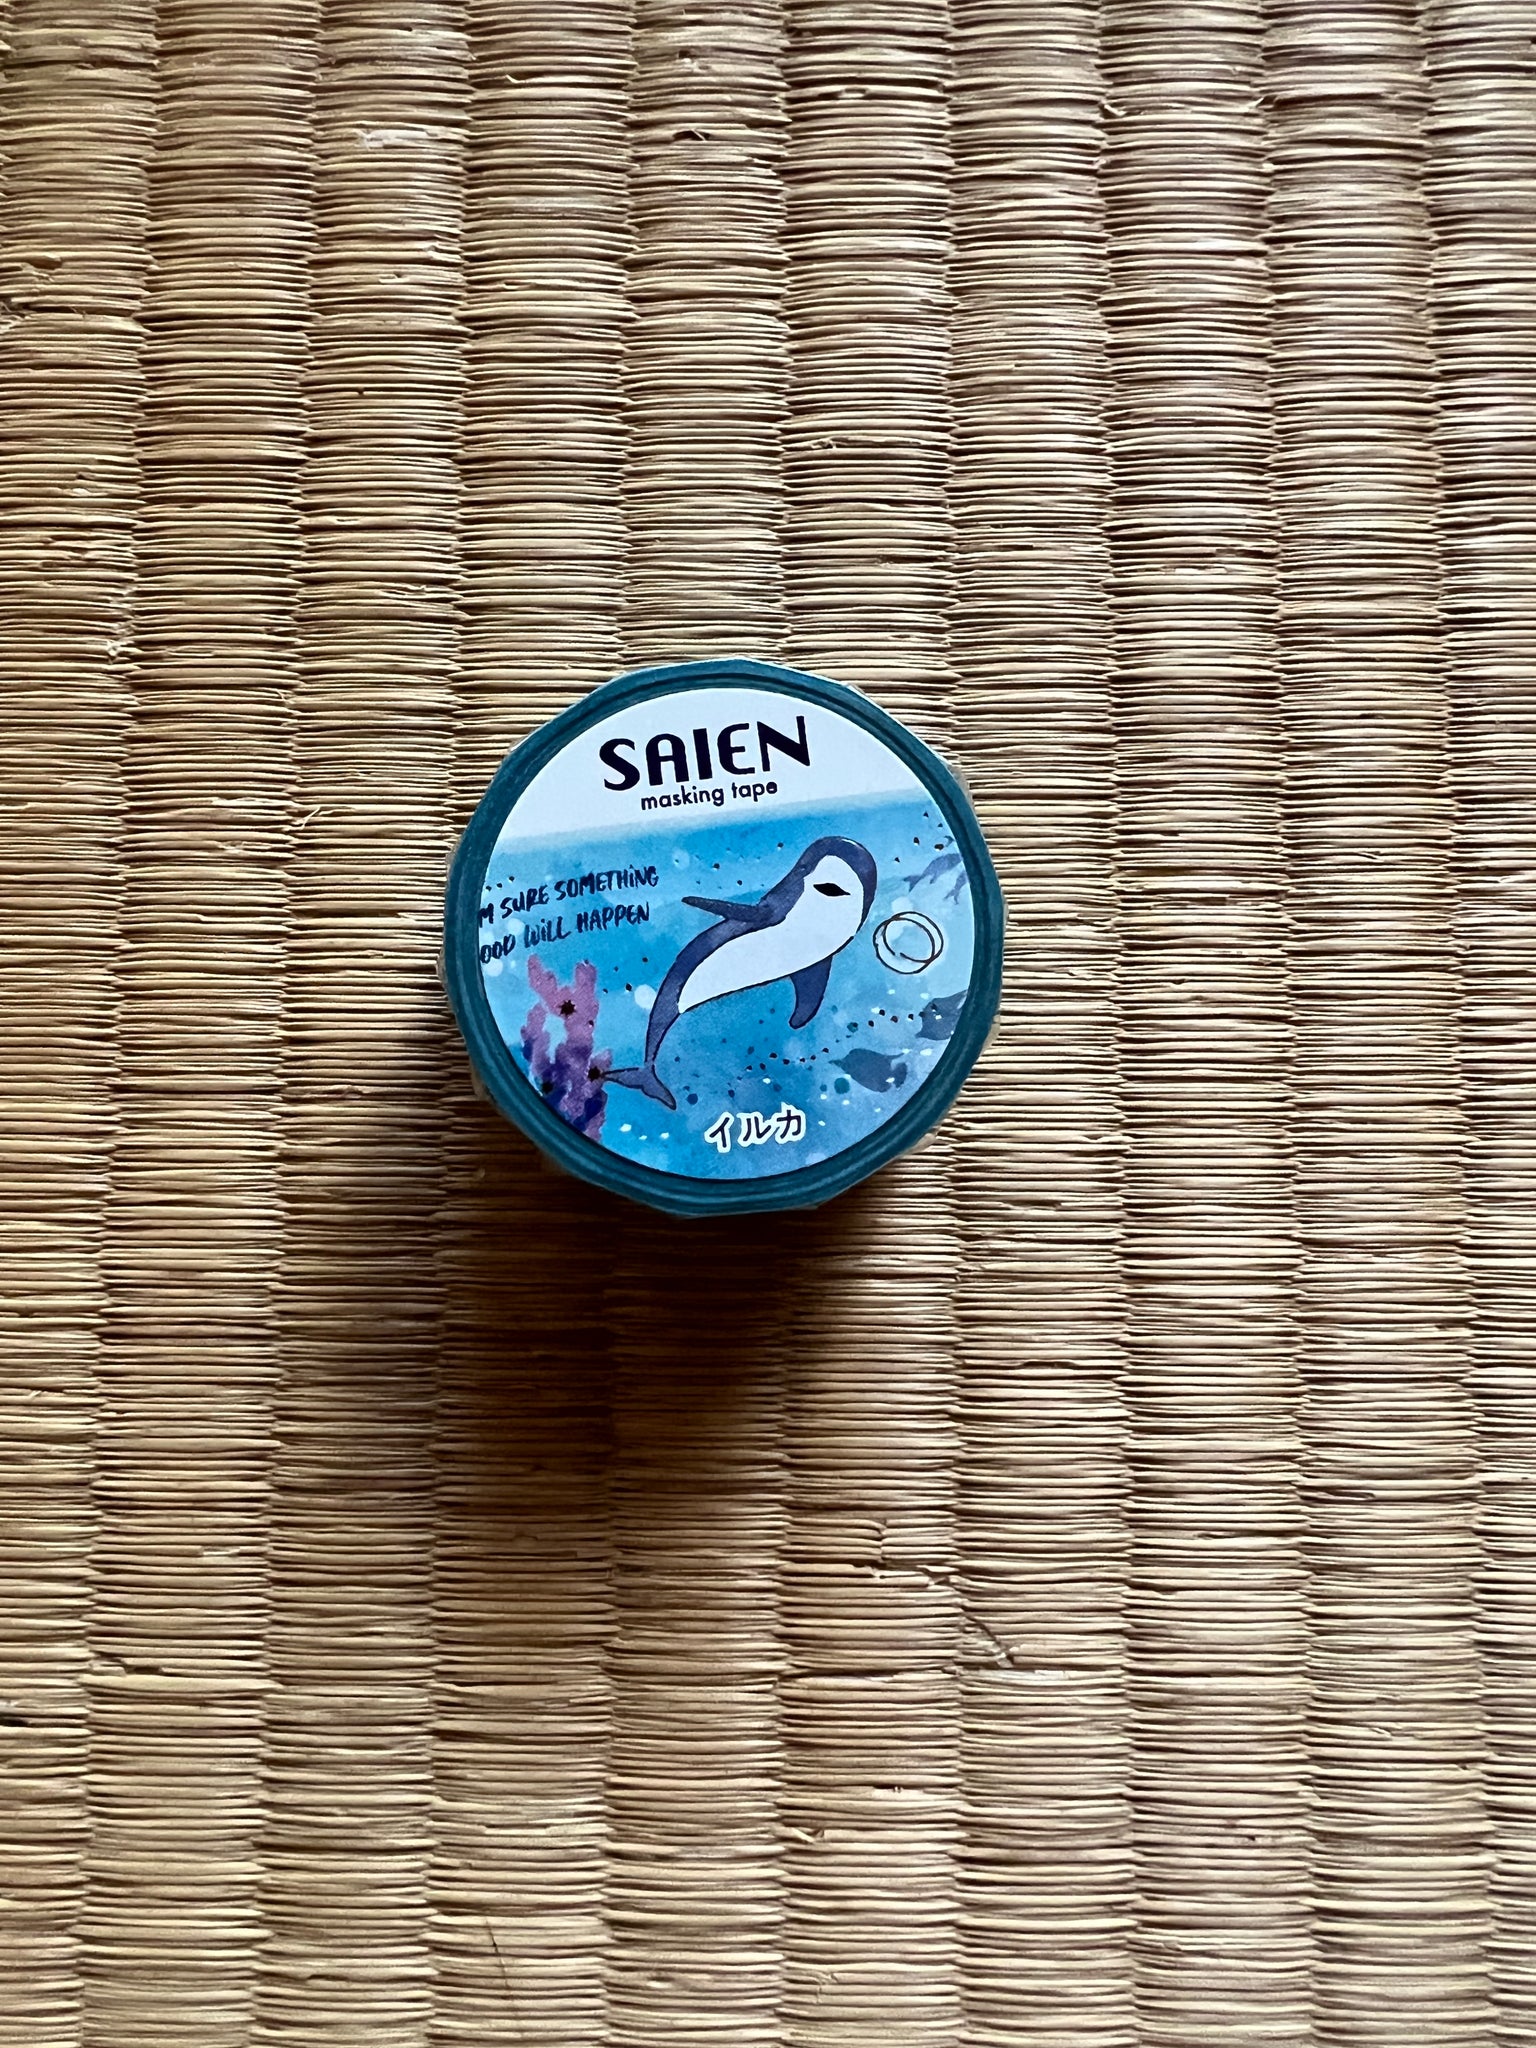 SAIEN
masking tape
M SURE SOMETHING
OOD WILL HAPPEN
イルカ